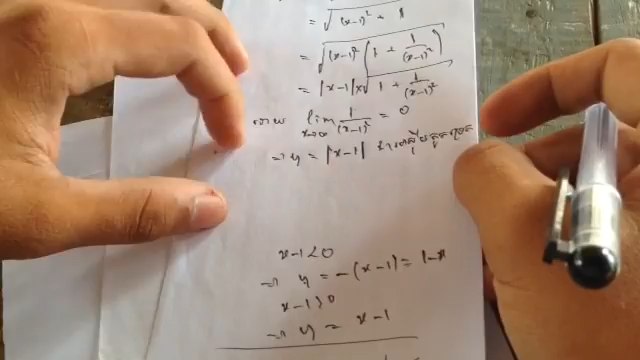 = √((x-1)² + 1)
= √((x-1)² (1 + 1/(x-1)²))
= |x-1| × √(1 + 1/(x-1)²)
lim x→∞ 1/(x-1)² = 0
⇒ y = |x-1|
x-1 < 0
⇒ y = -(x-1) = 1-x
x-1 > 0
⇒ y = x-1